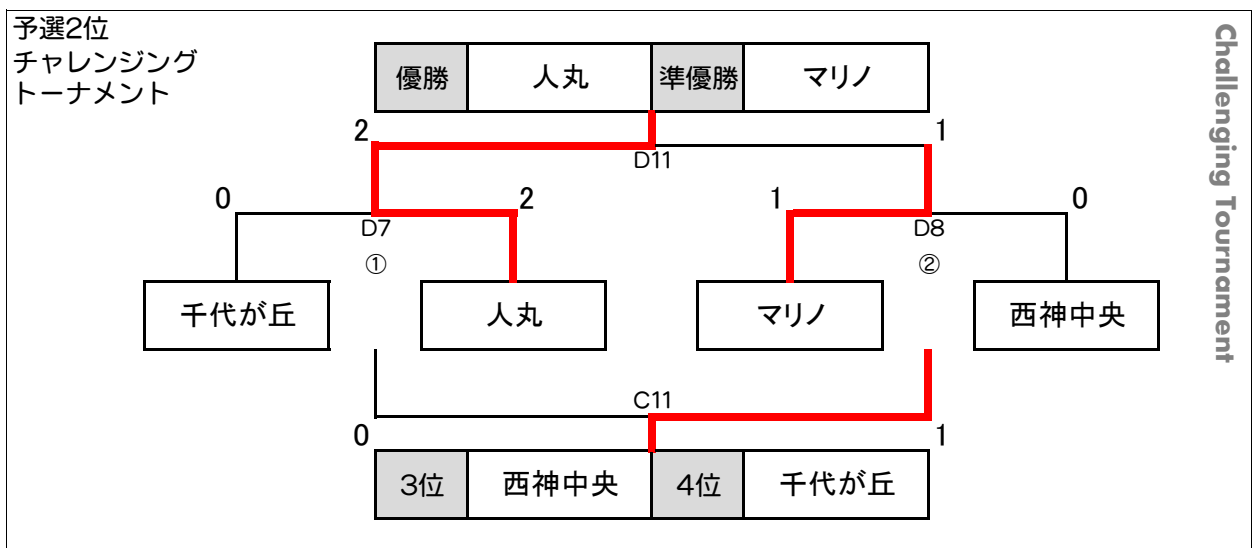 予選2位
チャレンジング
トーナメント
優勝 人丸 準優勝 マリノ
2 1
D11
0 2 1 0
D7 D8
① ②
千代が丘 人丸 マリノ 西神中央
C11
0 1
3位 西神中央 4位 千代が丘
Challenging Tournament